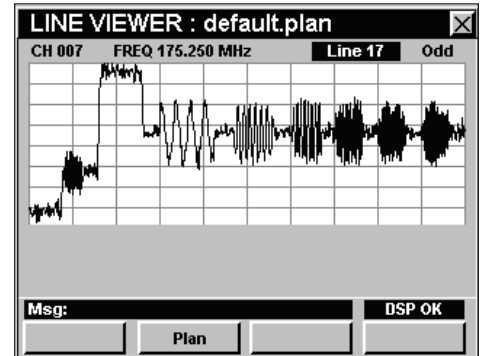 LINE VIEWER : default.plan
CH 007 FREQ 175.250 MHz Line 17 Odd
Msg: DSP OK
Plan